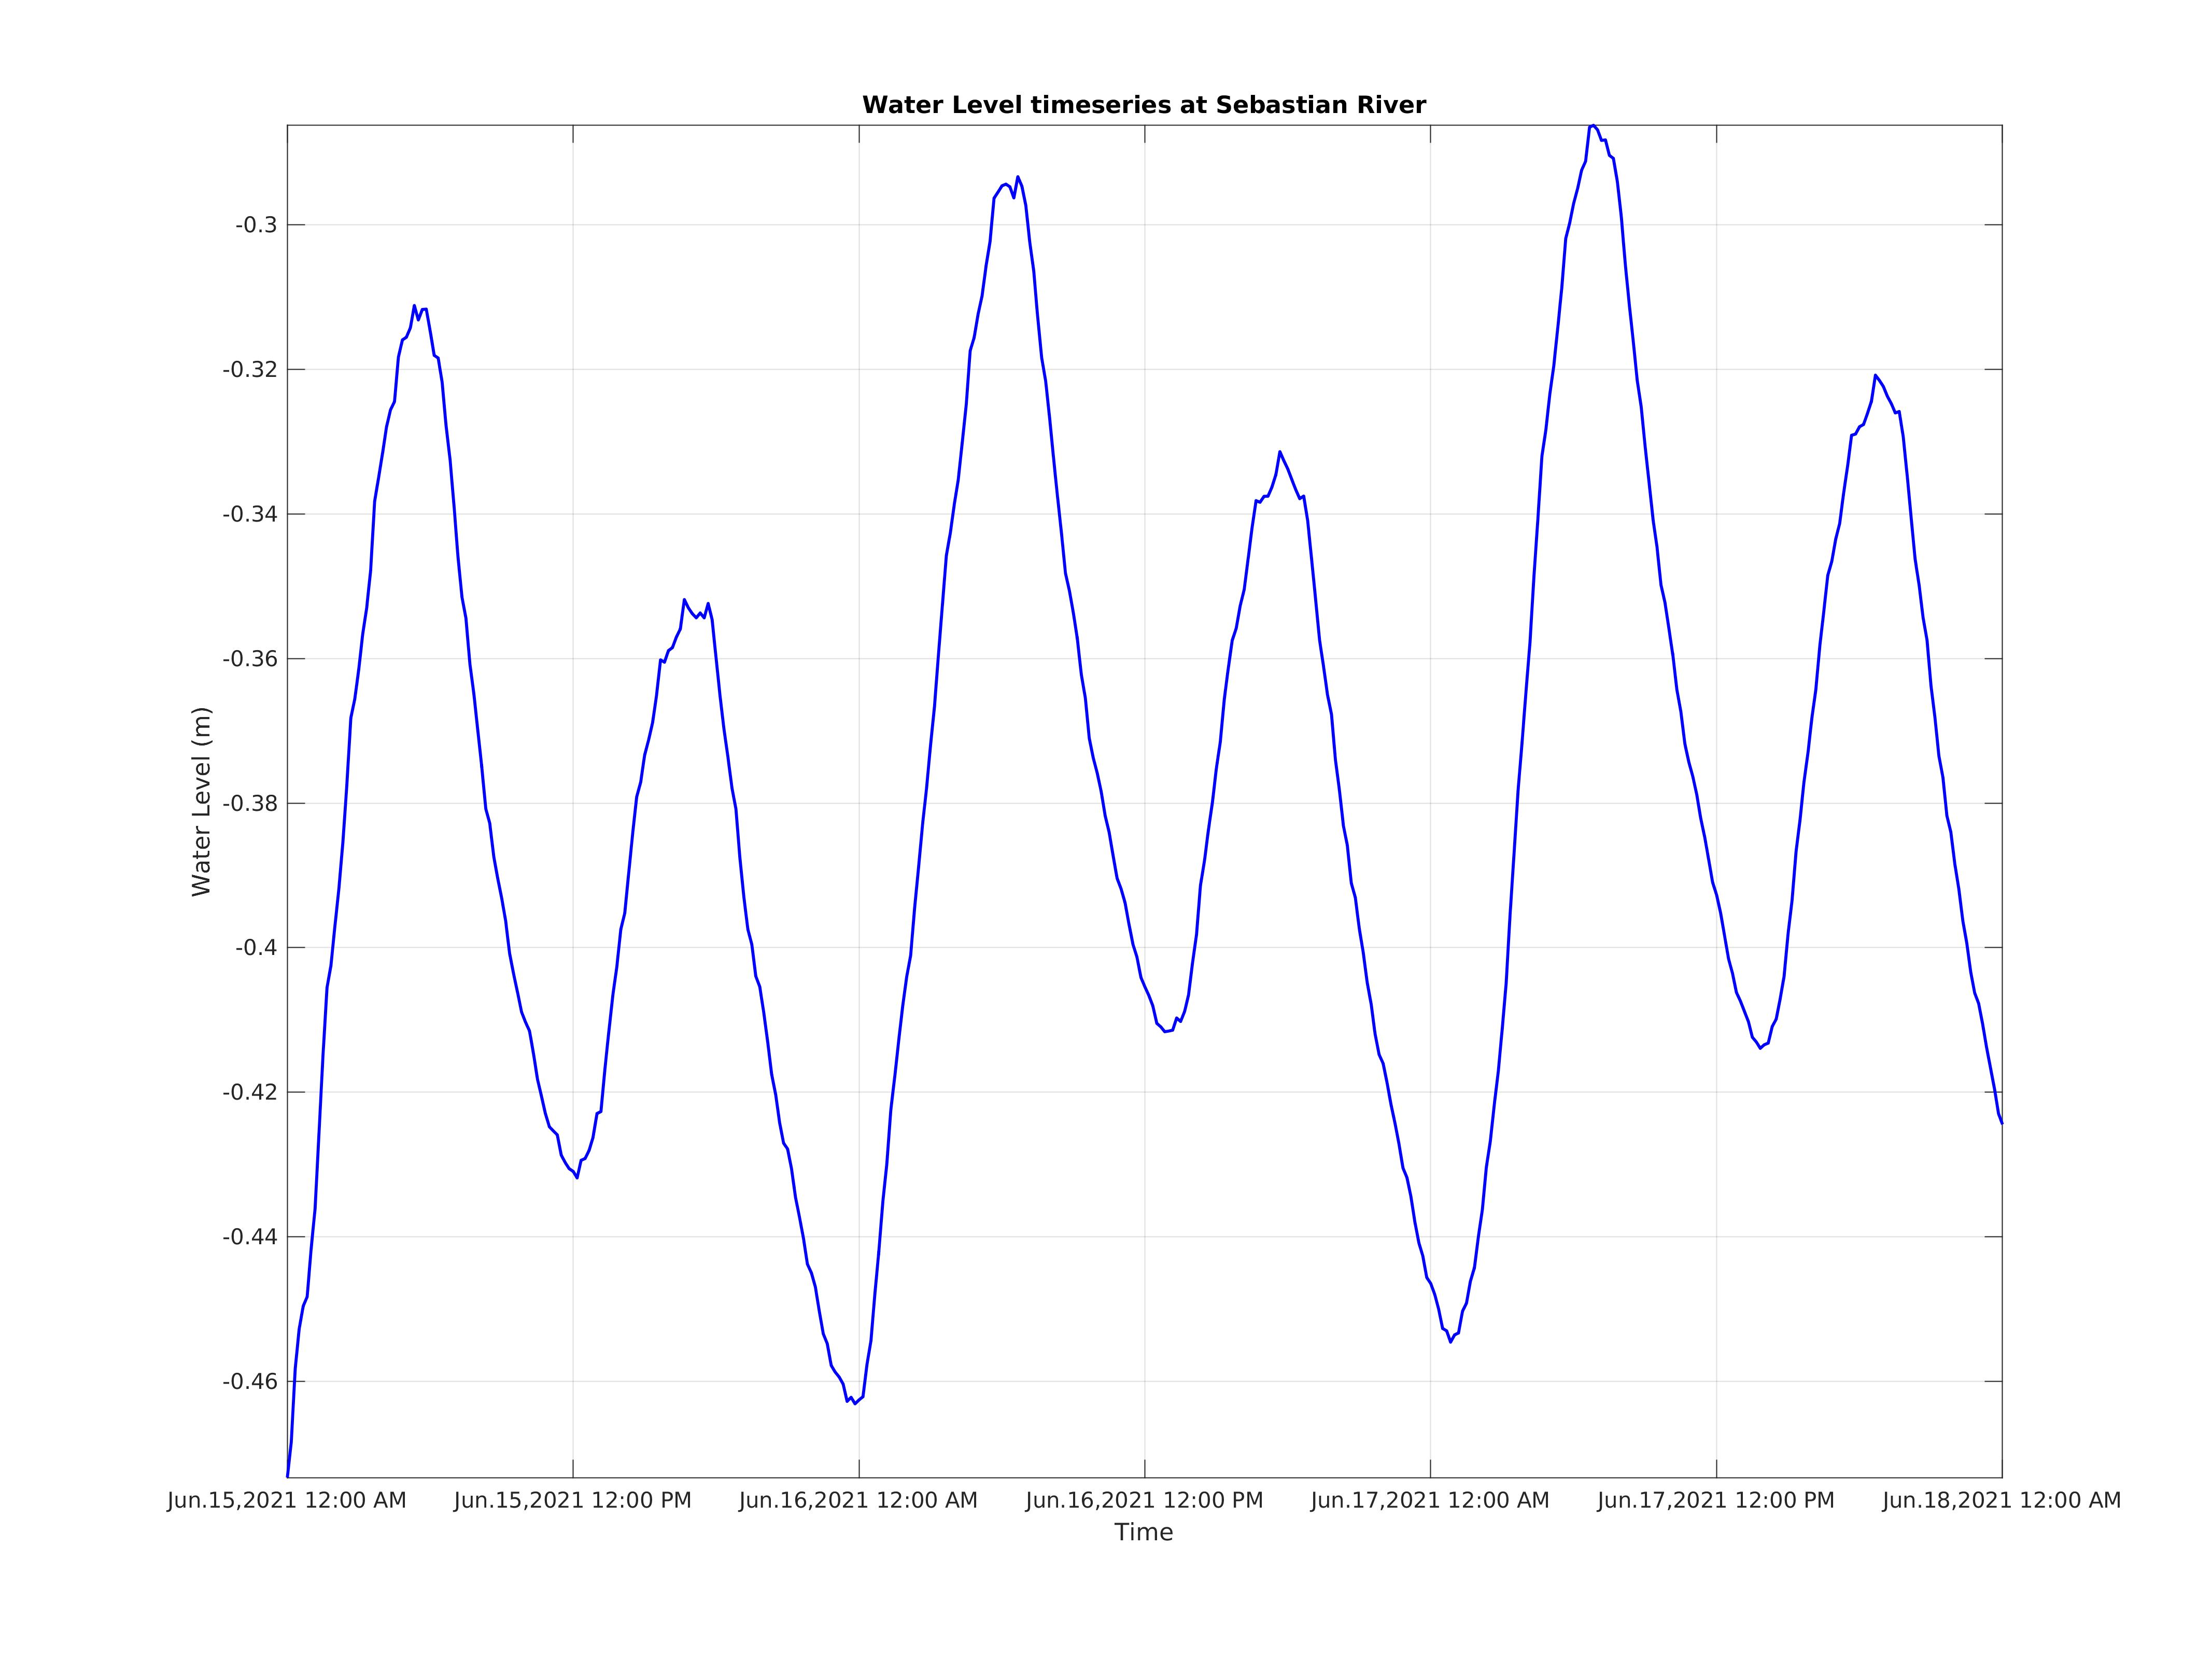 Water Level timeseries at Sebastian River
-0.3
-0.32
-0.34
-0.36
-0.38
-0.4
-0.42
-0.44
-0.46
Water Level (m)
Jun.15,2021 12:00 AM
Jun.15,2021 12:00 PM
Jun.16,2021 12:00 AM
Jun.16,2021 12:00 PM
Jun.17,2021 12:00 AM
Jun.17,2021 12:00 PM
Jun.18,2021 12:00 AM
Time